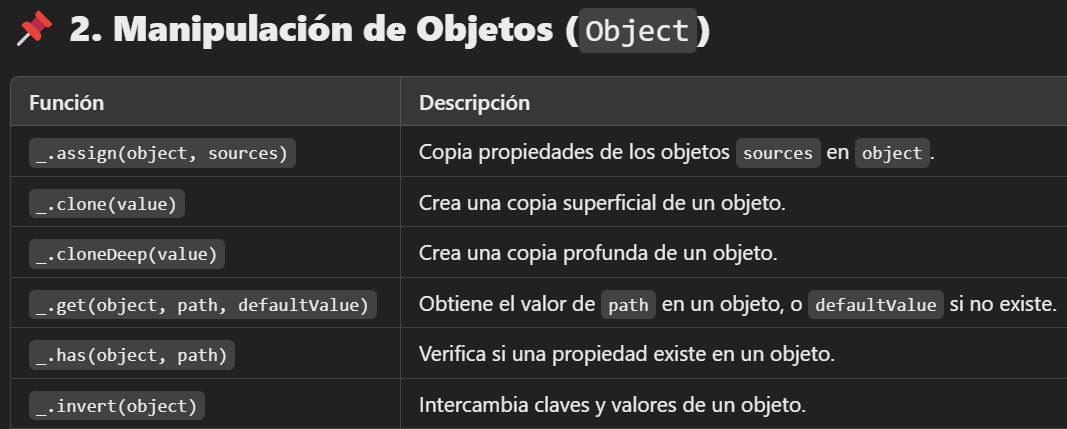 📌 2. Manipulación de Objetos (Object)
Función Descripción
_.assign(object, sources) Copia propiedades de los objetos sources en object.
_.clone(value) Crea una copia superficial de un objeto.
_.cloneDeep(value) Crea una copia profunda de un objeto.
_.get(object, path, defaultValue) Obtiene el valor de path en un objeto, o defaultValue si no existe.
_.has(object, path) Verifica si una propiedad existe en un objeto.
_.invert(object) Intercambia claves y valores de un objeto.